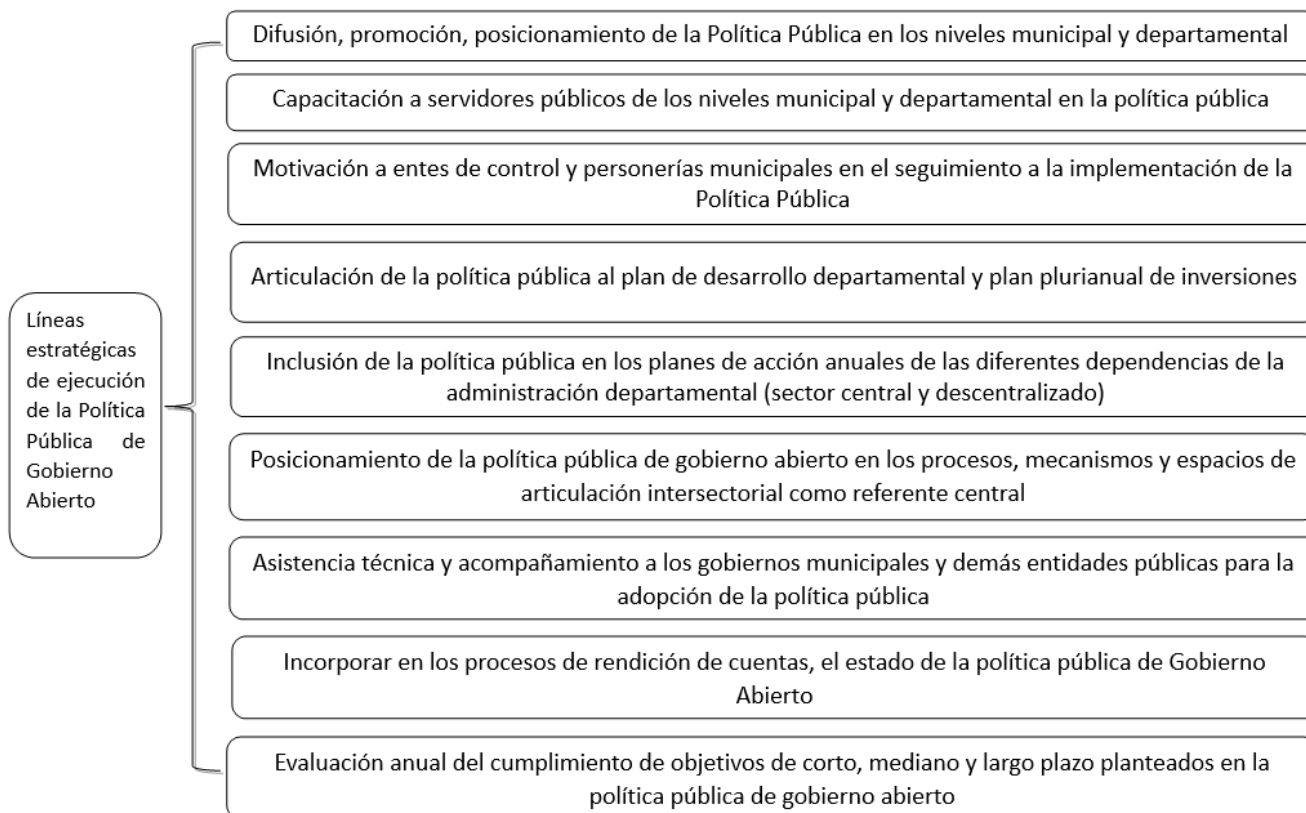 Difusión, promoción, posicionamiento de la Política Pública en los niveles municipal y departamental
Capacitación a servidores públicos de los niveles municipal y departamental en la política pública
Motivación a entes de control y personerías municipales en el seguimiento a la implementación de la
Política Pública
Articulación de la política pública al plan de desarrollo departamental y plan plurianual de inversiones
Líneas
estratégicas
de ejecución
de la Política
Pública de
Gobierno
Abierto
Inclusión de la política pública en los planes de acción anuales de las diferentes dependencias de la
administración departamental (sector central y descentralizado)
Posicionamiento de la política pública de gobierno abierto en los procesos, mecanismos y espacios de
articulación intersectorial como referente central
Asistencia técnica y acompañamiento a los gobiernos municipales y demás entidades públicas para la
adopción de la política pública
Incorporar en los procesos de rendición de cuentas, el estado de la política pública de Gobierno
Abierto
Evaluación anual del cumplimiento de objetivos de corto, mediano y largo plazo planteados en la
política pública de gobierno abierto